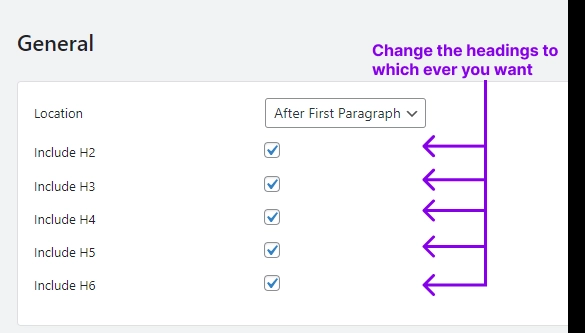 General
Change the headings to
which ever you want
Location
After First Paragraph
Include H2
Include H3
Include H4
Include H5
Include H6